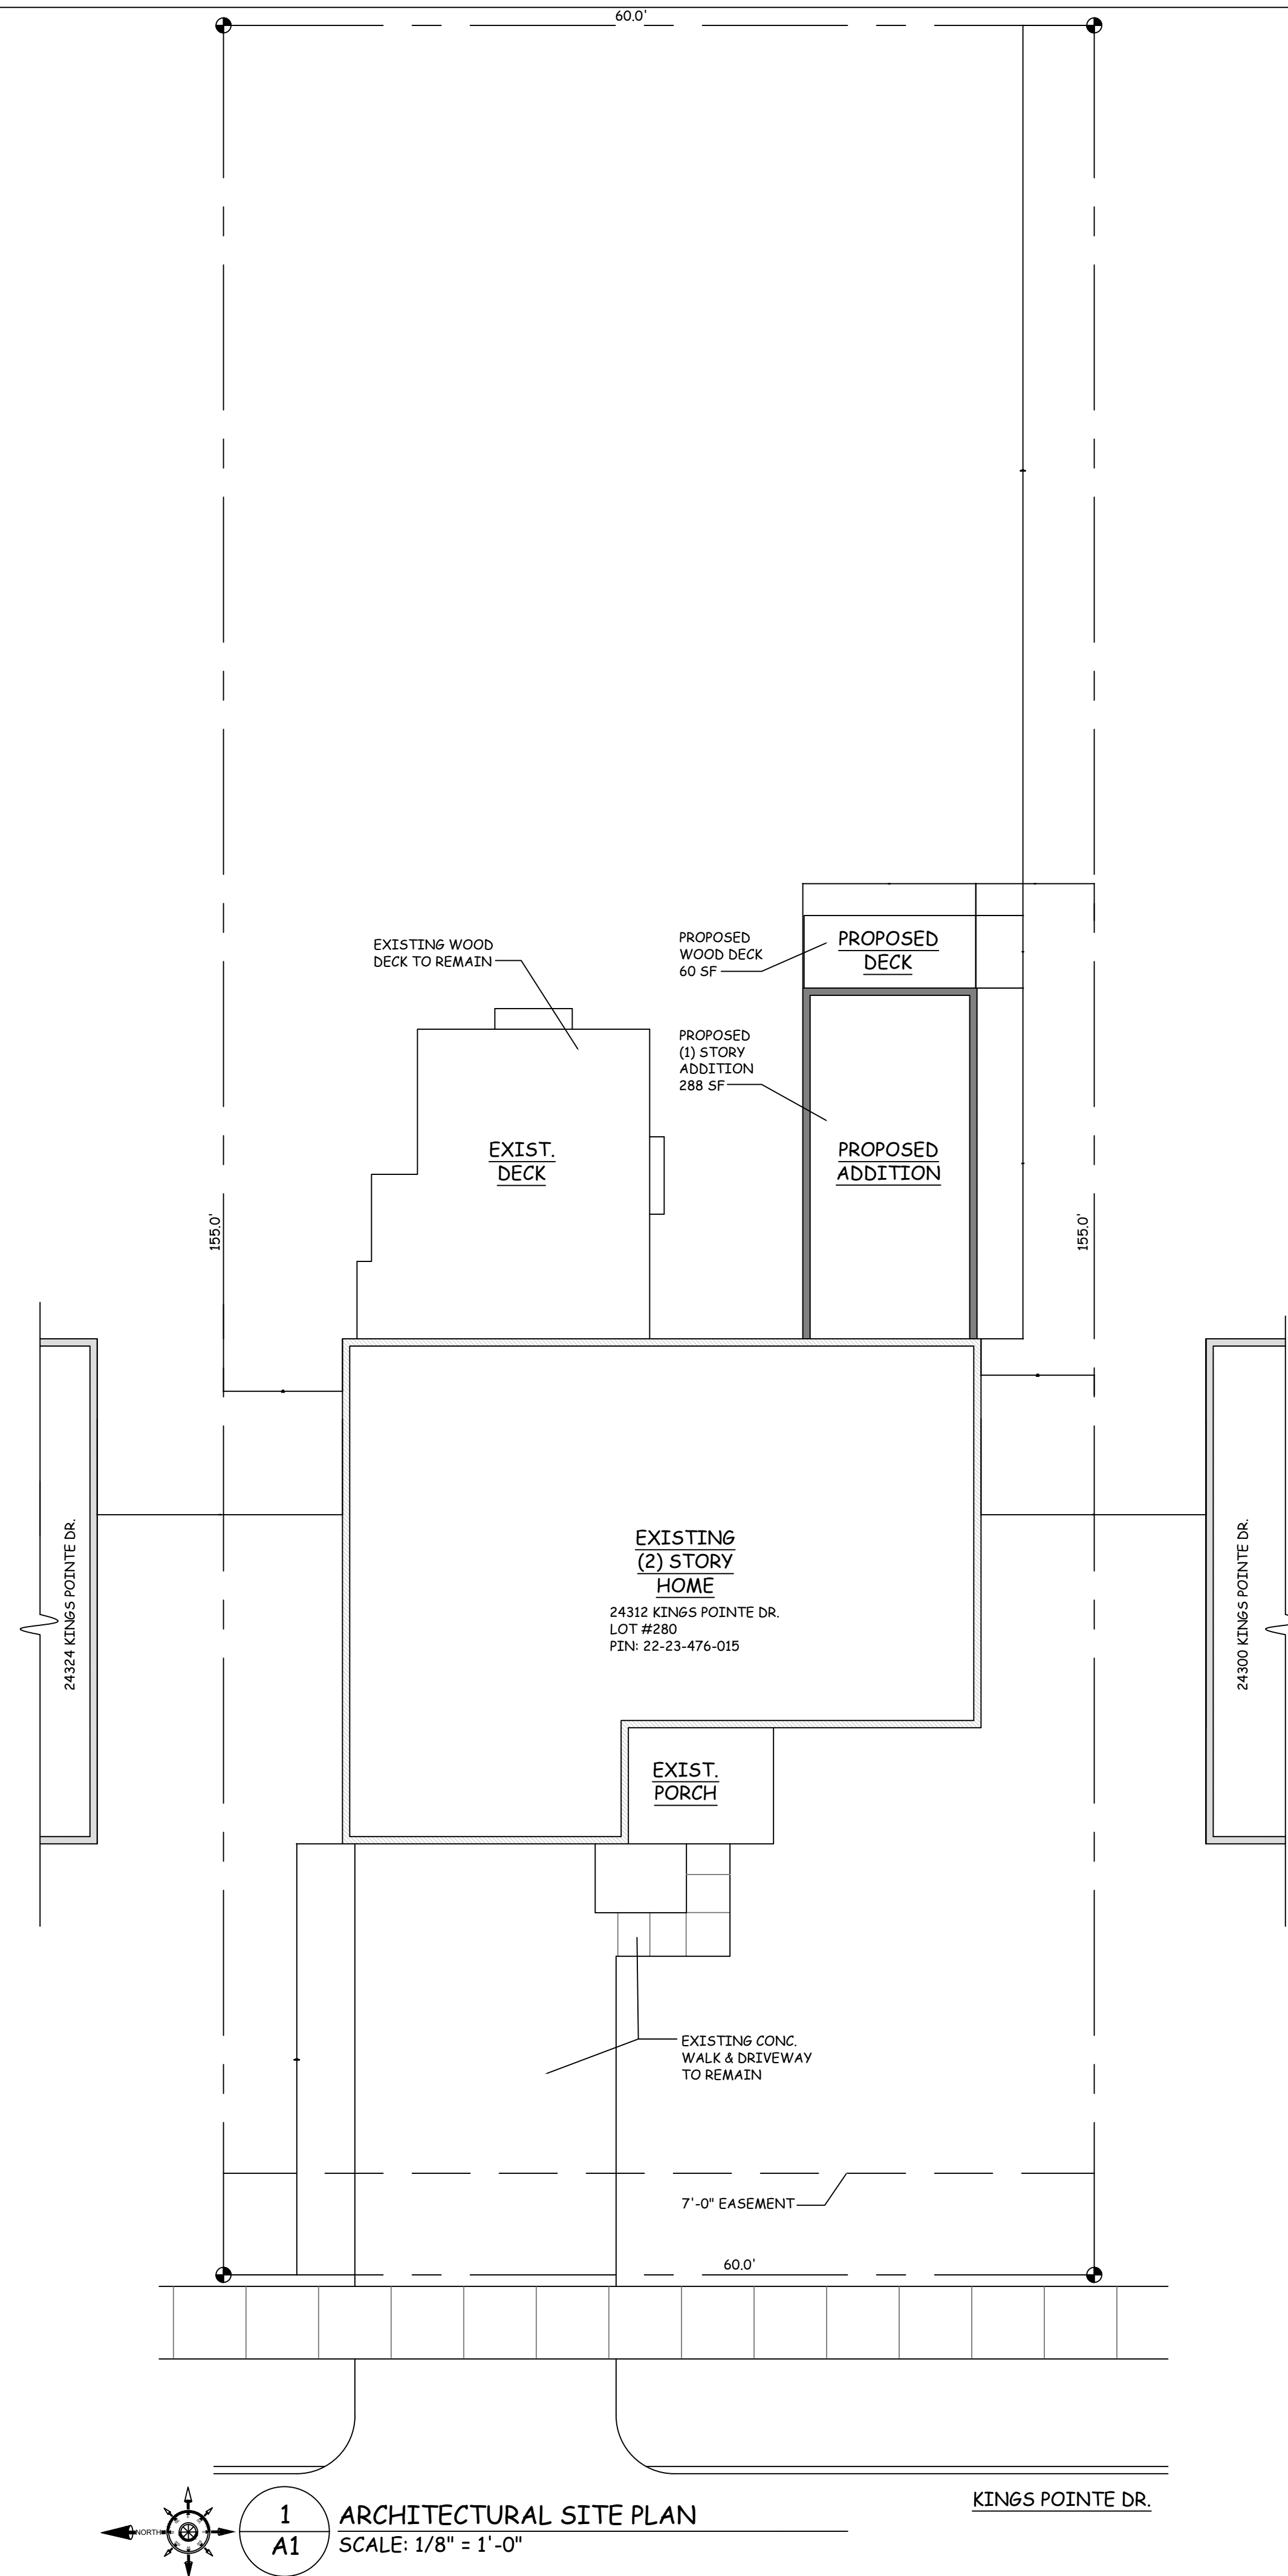 60.0'
EXISTING WOOD
DECK TO REMAIN
PROPOSED
WOOD DECK
60 SF
PROPOSED
DECK
PROPOSED
(1) STORY
ADDITION
288 SF
EXIST.
DECK
PROPOSED
ADDITION
155.0'
155.0'
24324 KINGS POINTE DR.
EXISTING
(2) STORY
HOME
24312 KINGS POINTE DR.
LOT #280
PIN: 22-23-476-015
24300 KINGS POINTE DR.
EXIST.
PORCH
EXISTING CONC.
WALK & DRIVEWAY
TO REMAIN
7'-0" EASEMENT
60.0'
KINGS POINTE DR.
NORTH
1
A1
ARCHITECTURAL SITE PLAN
SCALE: 1/8" = 1'-0"